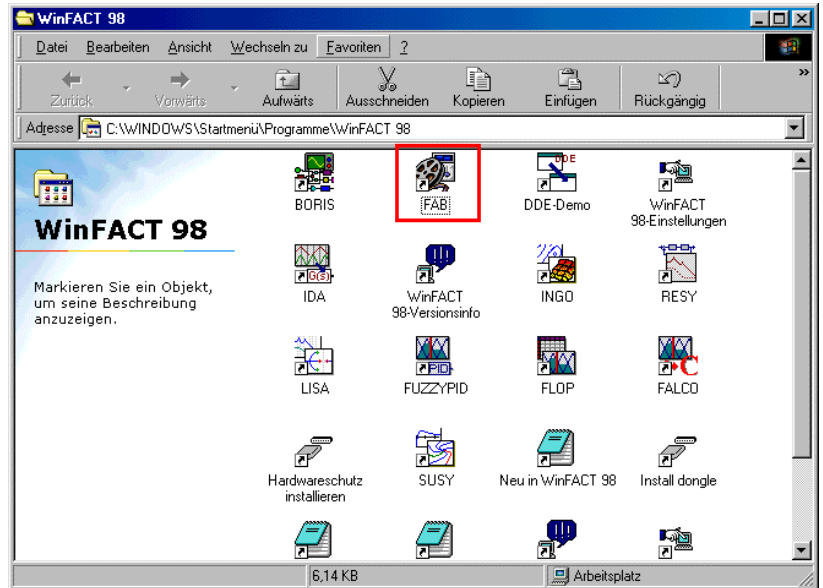 WinFACT 98
Datei Bearbeiten Ansicht Wechseln zu Favoriten ?
Zurück Vorwärts Aufwärts Ausschneiden Kopieren Einfügen Rückgängig »
Adresse C:\WINDOWS\Startmenü\Programme\WinFACT 98
WinFACT 98
Markieren Sie ein Objekt,
um seine Beschreibung
anzuzeigen.
DDE
BORIS FAB DDE-Demo WinFACT
98-Einstellungen
G(s)
IDA WinFACT
98-Versionsinfo
INGO RESY
PID
C
LISA FUZZYPID FLOP FALCO
Hardwareschutz
installieren
SUSY Neu in WinFACT 98 Install dongle
6,14 KB Arbeitsplatz